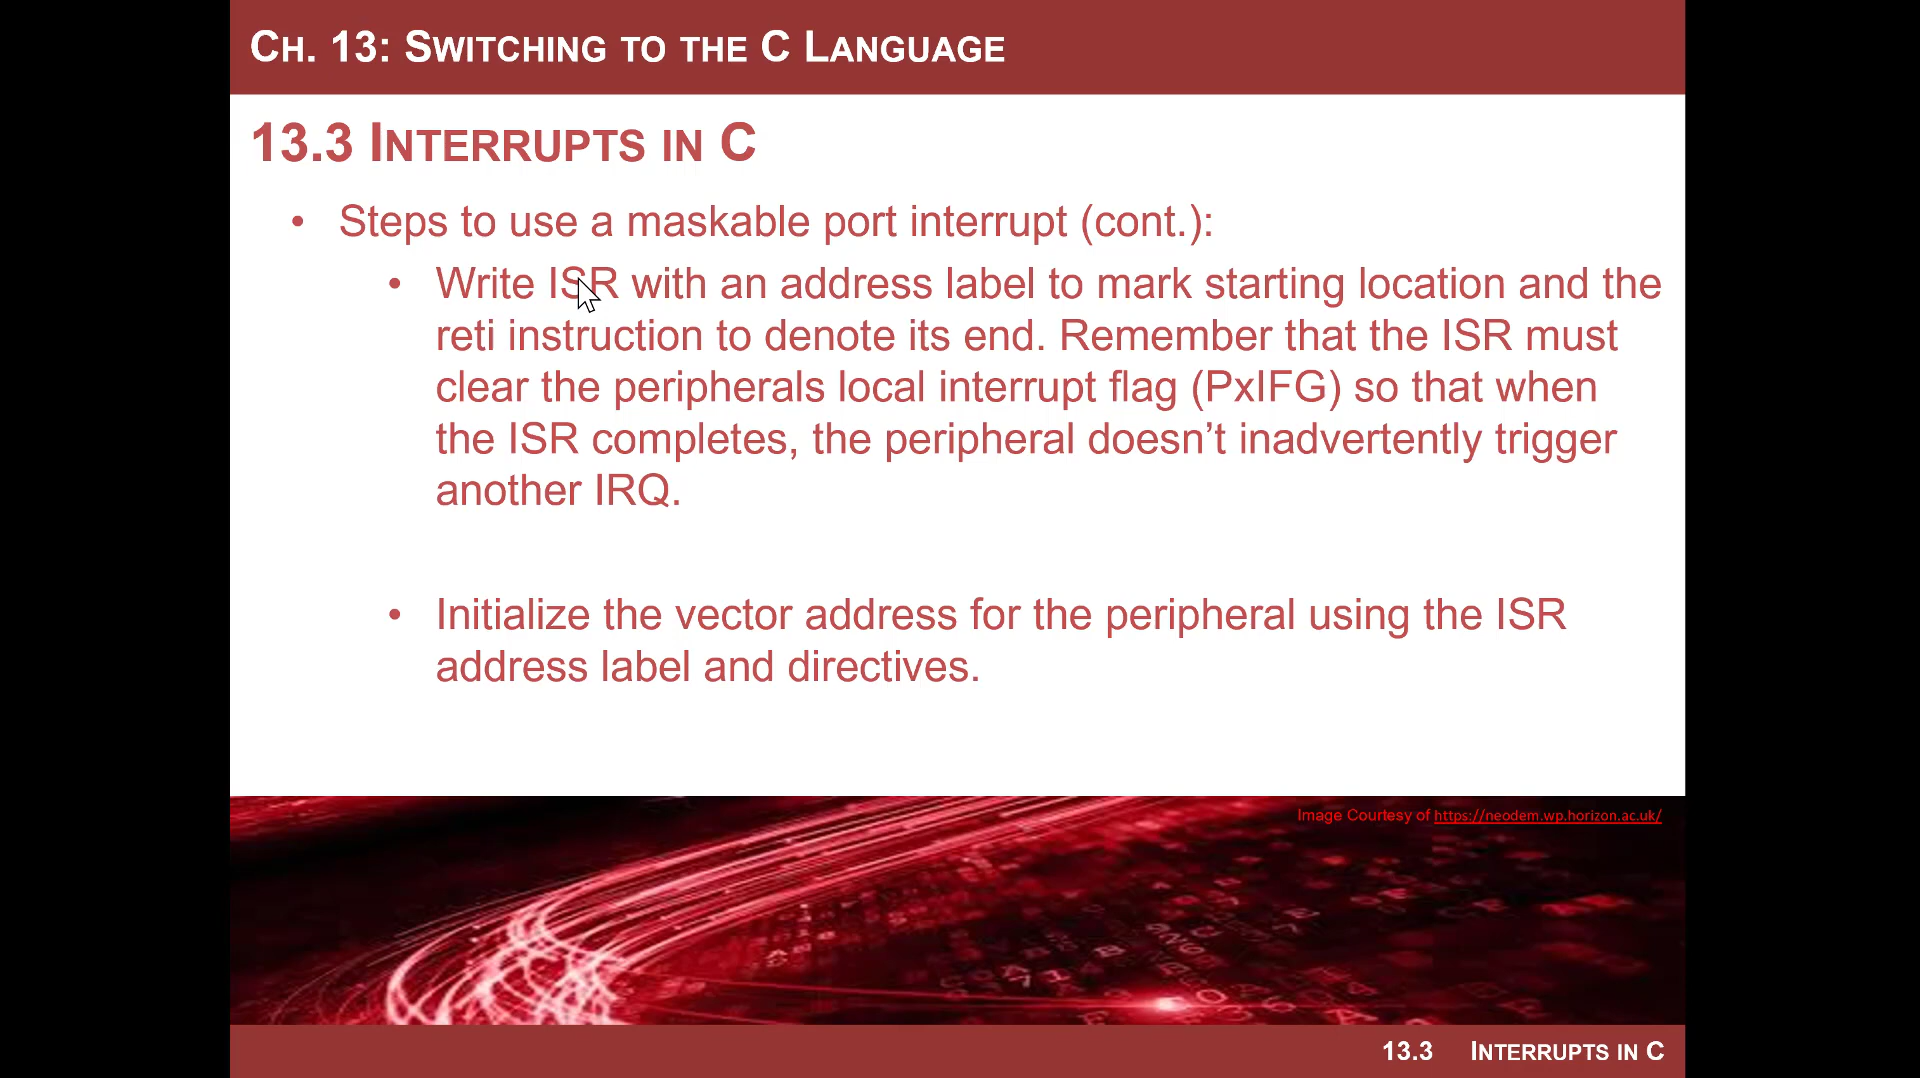 CH. 13: SWITCHING TO THE C LANGUAGE
13.3 INTERRUPTS IN C
• Steps to use a maskable port interrupt (cont.):
• Write ISR with an address label to mark starting location and the
reti instruction to denote its end. Remember that the ISR must
clear the peripherals local interrupt flag (PxIFG) so that when
the ISR completes, the peripheral doesn’t inadvertently trigger
another IRQ.
• Initialize the vector address for the peripheral using the ISR
address label and directives.
Image Courtesy of https://neodem.wp.horizon.ac.uk/
13.3 INTERRUPTS IN C